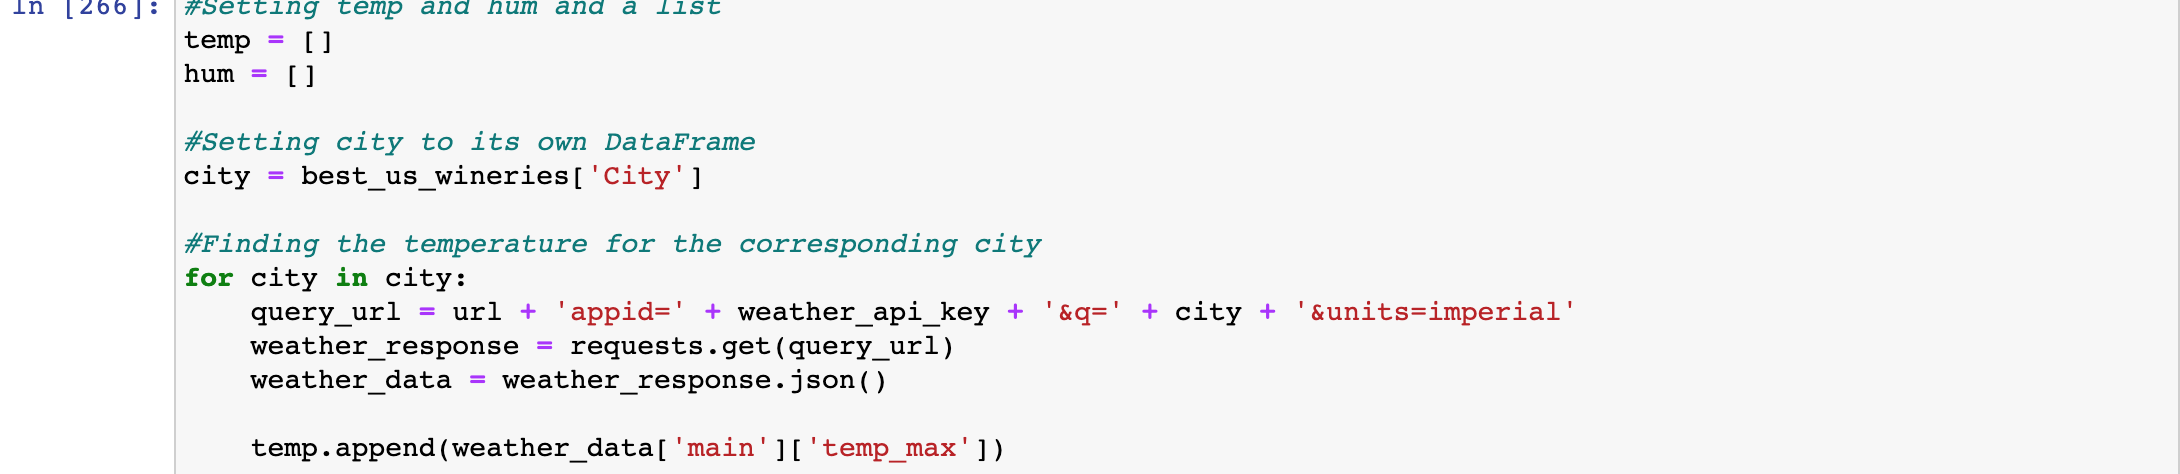 In [266]: #Setting temp and hum and a list
temp = []
hum = []
#Setting city to its own DataFrame
city = best_us_wineries['City']
#Finding the temperature for the corresponding city
for city in city:
    query_url = url + 'appid=' + weather_api_key + '&q=' + city + '&units=imperial'
    weather_response = requests.get(query_url)
    weather_data = weather_response.json()
    temp.append(weather_data['main']['temp_max'])